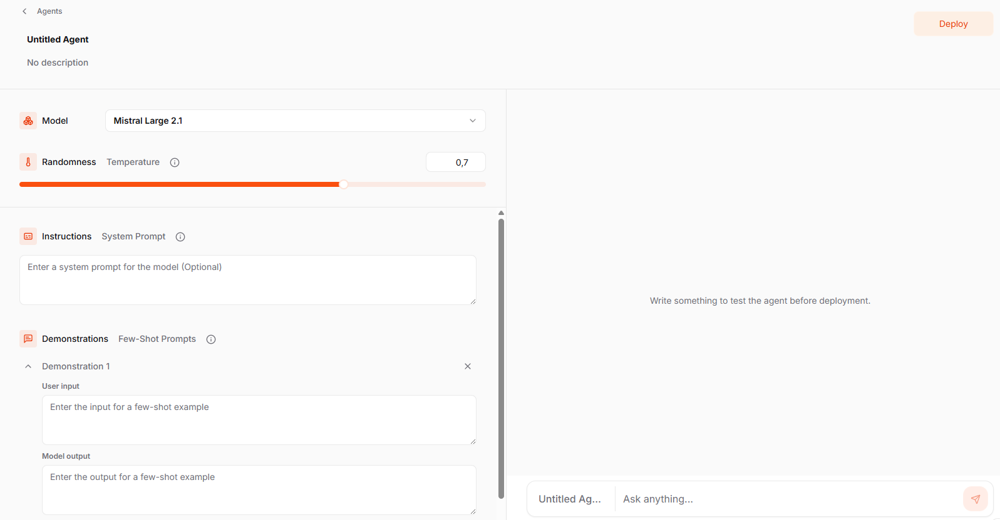 Agents
Deploy
Untitled Agent
No description
Model
Mistral Large 2.1
Randomness Temperature
0,7
Instructions System Prompt
Enter a system prompt for the model (Optional)
Demonstrations Few-Shot Prompts
Demonstration 1
User input
Enter the input for a few-shot example
Model output
Enter the output for a few-shot example
Write something to test the agent before deployment.
Untitled Ag...
Ask anything...